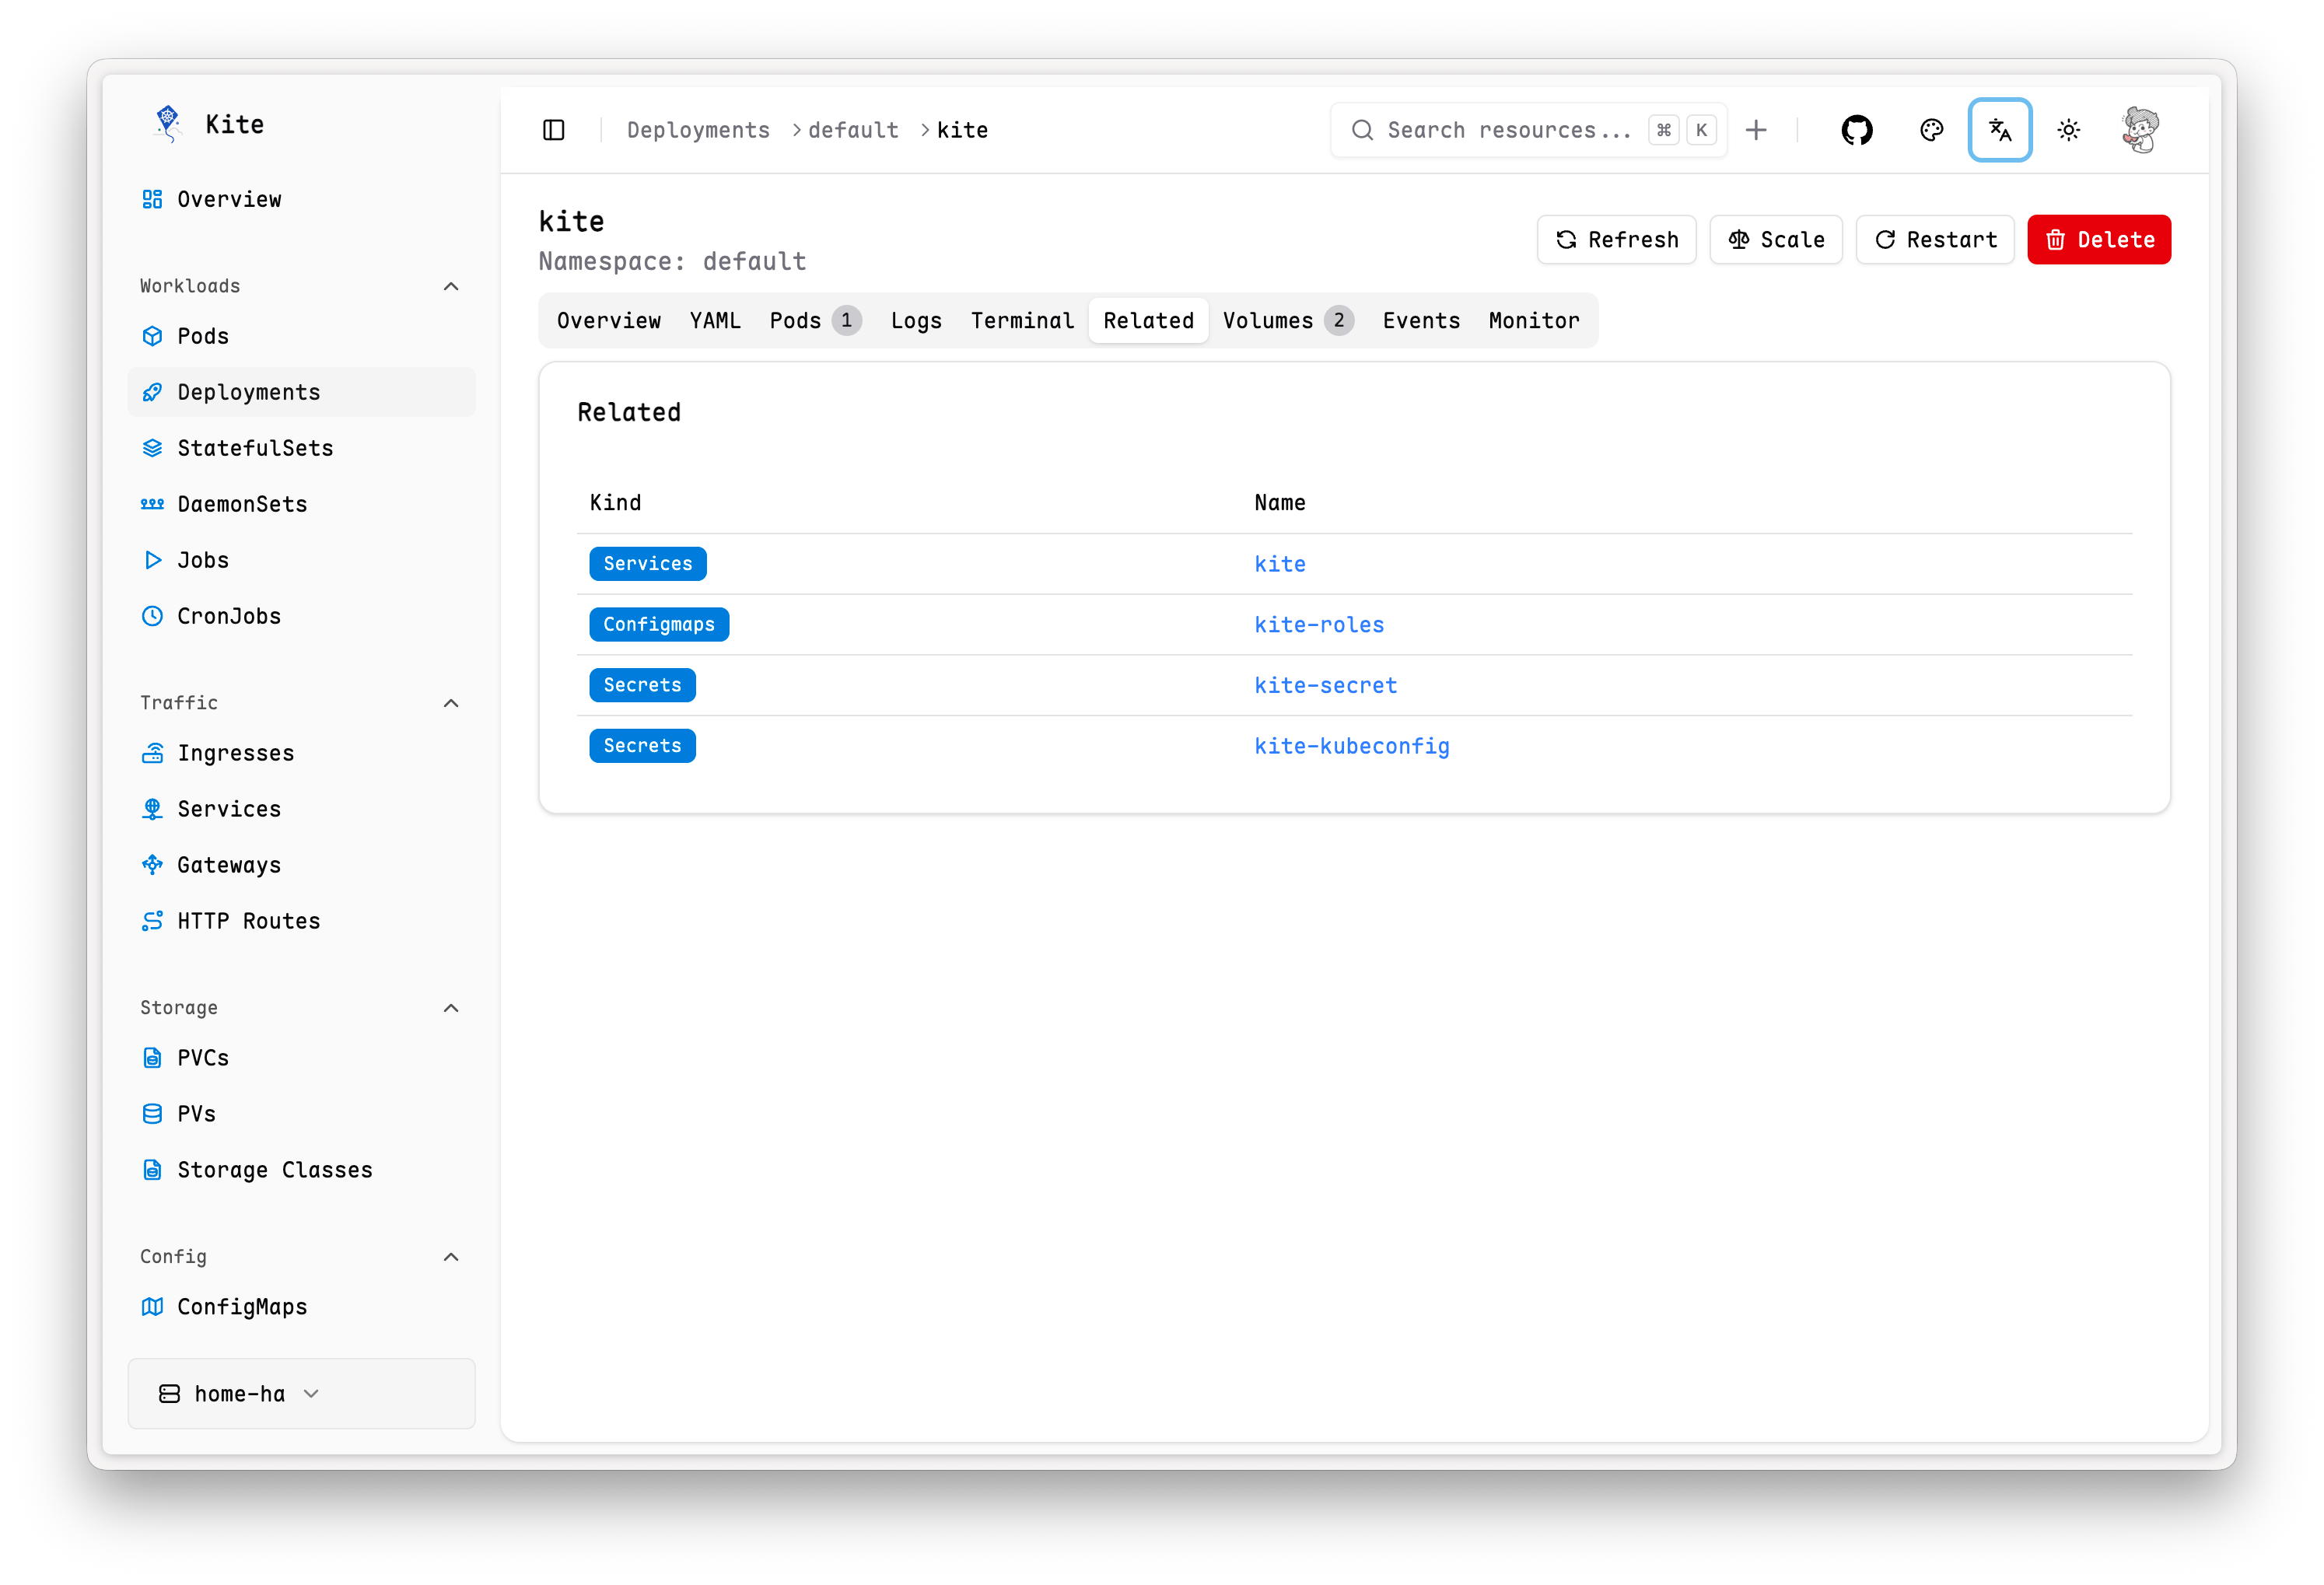 Kite
Overview
Workloads
Pods
Deployments
StatefulSets
DaemonSets
Jobs
CronJobs
Traffic
Ingresses
Services
Gateways
HTTP Routes
Storage
PVCs
PVs
Storage Classes
Config
ConfigMaps
home-ha
Deployments > default > kite
Search resources... ⌘ K
kite
Namespace: default
Refresh Scale Restart Delete
Overview YAML Pods 1 Logs Terminal Related Volumes 2 Events Monitor
Related
Kind Name
Services kite
Configmaps kite-roles
Secrets kite-secret
Secrets kite-kubeconfig